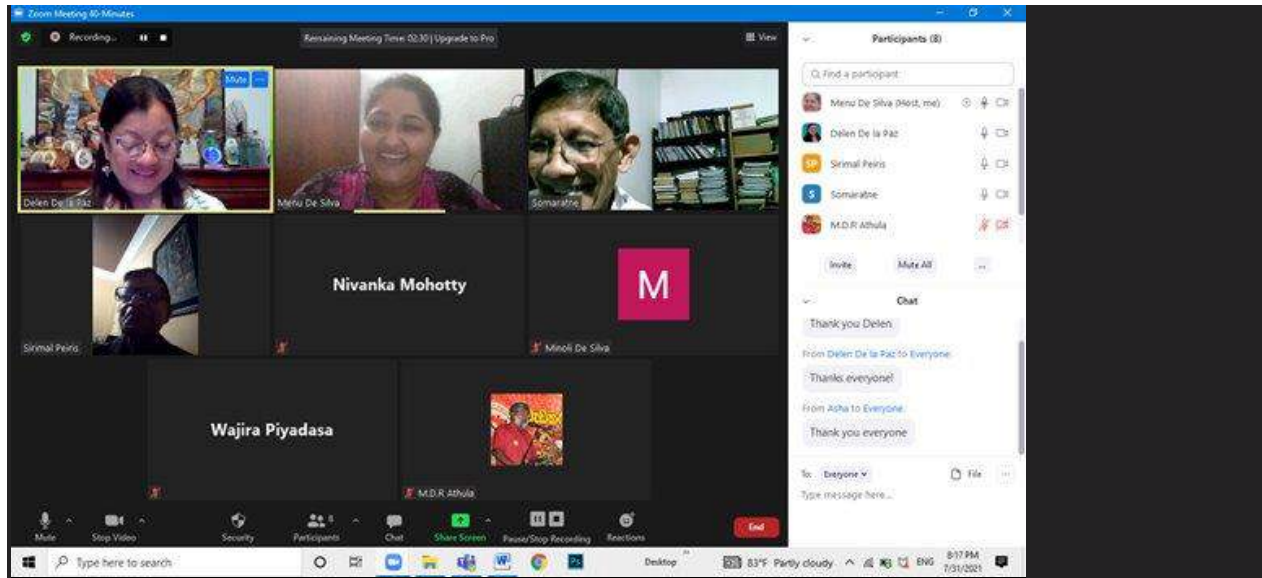 Zoom Meeting 40-Minutes
Recording...
Remaining Meeting Time: 02:30 | Upgrade to Pro
View
Mute
Delen De la Paz
Menu De Silva
Somaratne
Sirimal Peiris
Nivanka Mohotty
M
Minoli De Silva
Wajira Piyadasa
M.D.R Athula
Participants (8)
Find a participant
Menu De Silva (Host, me)
Delen De la Paz
SP
Sirimal Peiris
S
Somaratne
M.D.R Athula
Invite
Mute All
...
Chat
Thank you Delen
From Delen De la Paz to Everyone:
Thanks everyone!
From Asha to Everyone:
Thank you everyone
To: Everyone
File
...
Type message here...
Mute
Stop Video
Security
Participants
8
Chat
Share Screen
Pause/Stop Recording
Reactions
End
Type here to search
Desktop
83°F Partly cloudy
ENG
8:17 PM
7/31/2021